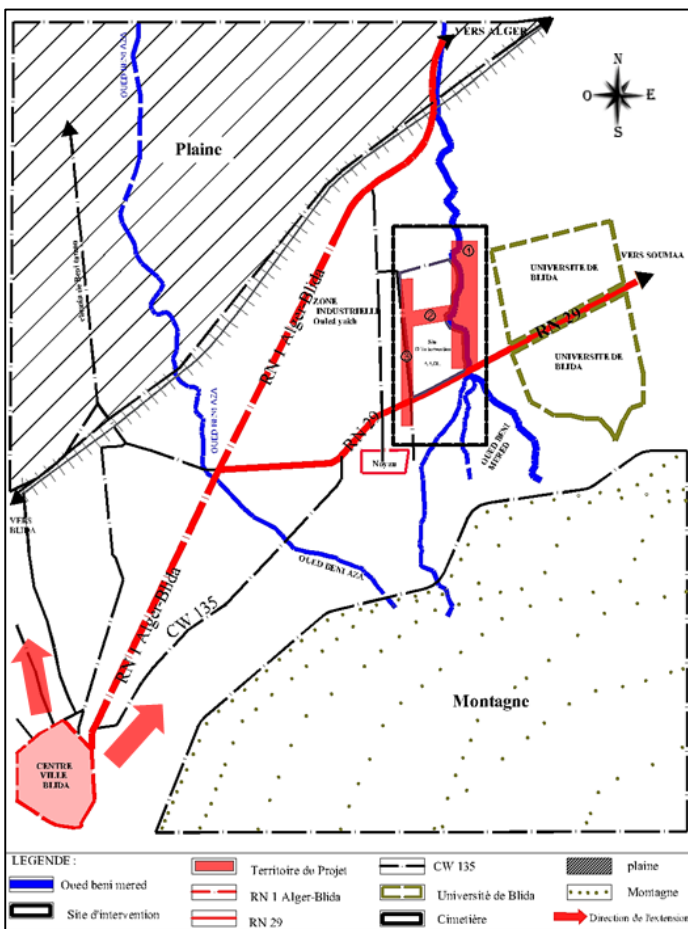 VERS ALGER
OUED BENI AZA
N
O
E
S
Plaine
①
UNIVERSITE DE
BLIDA
VERS SOUMAA
ZONE
INDUSTRIELLE
Ouled yaich
②
RN 1 Alger-Blida
RN 29
UNIVERSITE DE
BLIDA
RN 29
OUED BENI AZA
Noyau
OUED BENI
MERED
VERS
BLIDA
OUED BENI AZA
CW 135
RN 1 Alger-Blida
Montagne
CENTRE
VILLE
BLIDA
LEGENDE :
Oued beni mered
Site d'intervention
Territoire du Projet
RN 1 Alger-Blida
RN 29
CW 135
Université de Blida
Cimetière
plaine
Montagne
Direction de l'extension